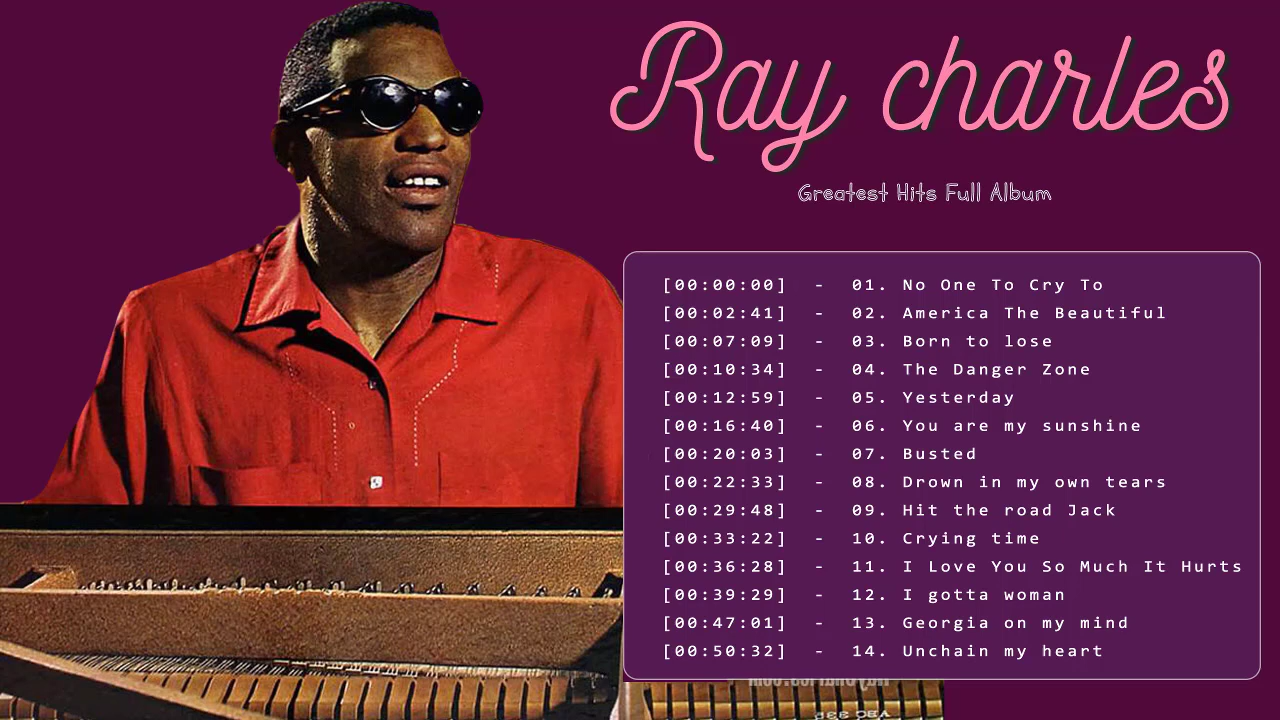 Ray charles
Greatest Hits Full Album
[00:00:00] - 01. No One To Cry To
[00:02:41] - 02. America The Beautiful
[00:07:09] - 03. Born to lose
[00:10:34] - 04. The Danger Zone
[00:12:59] - 05. Yesterday
[00:16:40] - 06. You are my sunshine
[00:20:03] - 07. Busted
[00:22:33] - 08. Drown in my own tears
[00:29:48] - 09. Hit the road Jack
[00:33:22] - 10. Crying time
[00:36:28] - 11. I Love You So Much It Hurts
[00:39:29] - 12. I gotta woman
[00:47:01] - 13. Georgia on my mind
[00:50:32] - 14. Unchain my heart